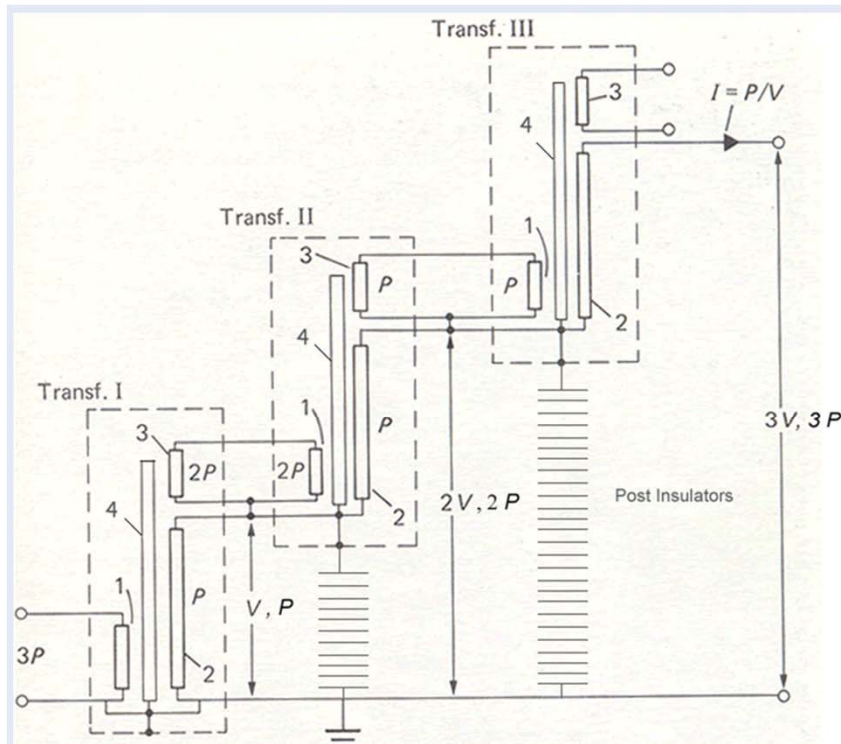 Transf. III
3
I = P/V
4
Transf. II
1
3
P
P
2
4
Transf. I
3
1
P
3V, 3P
2P
2P
2V, 2P
Post Insulators
4
2
1
P
V, P
3P
2